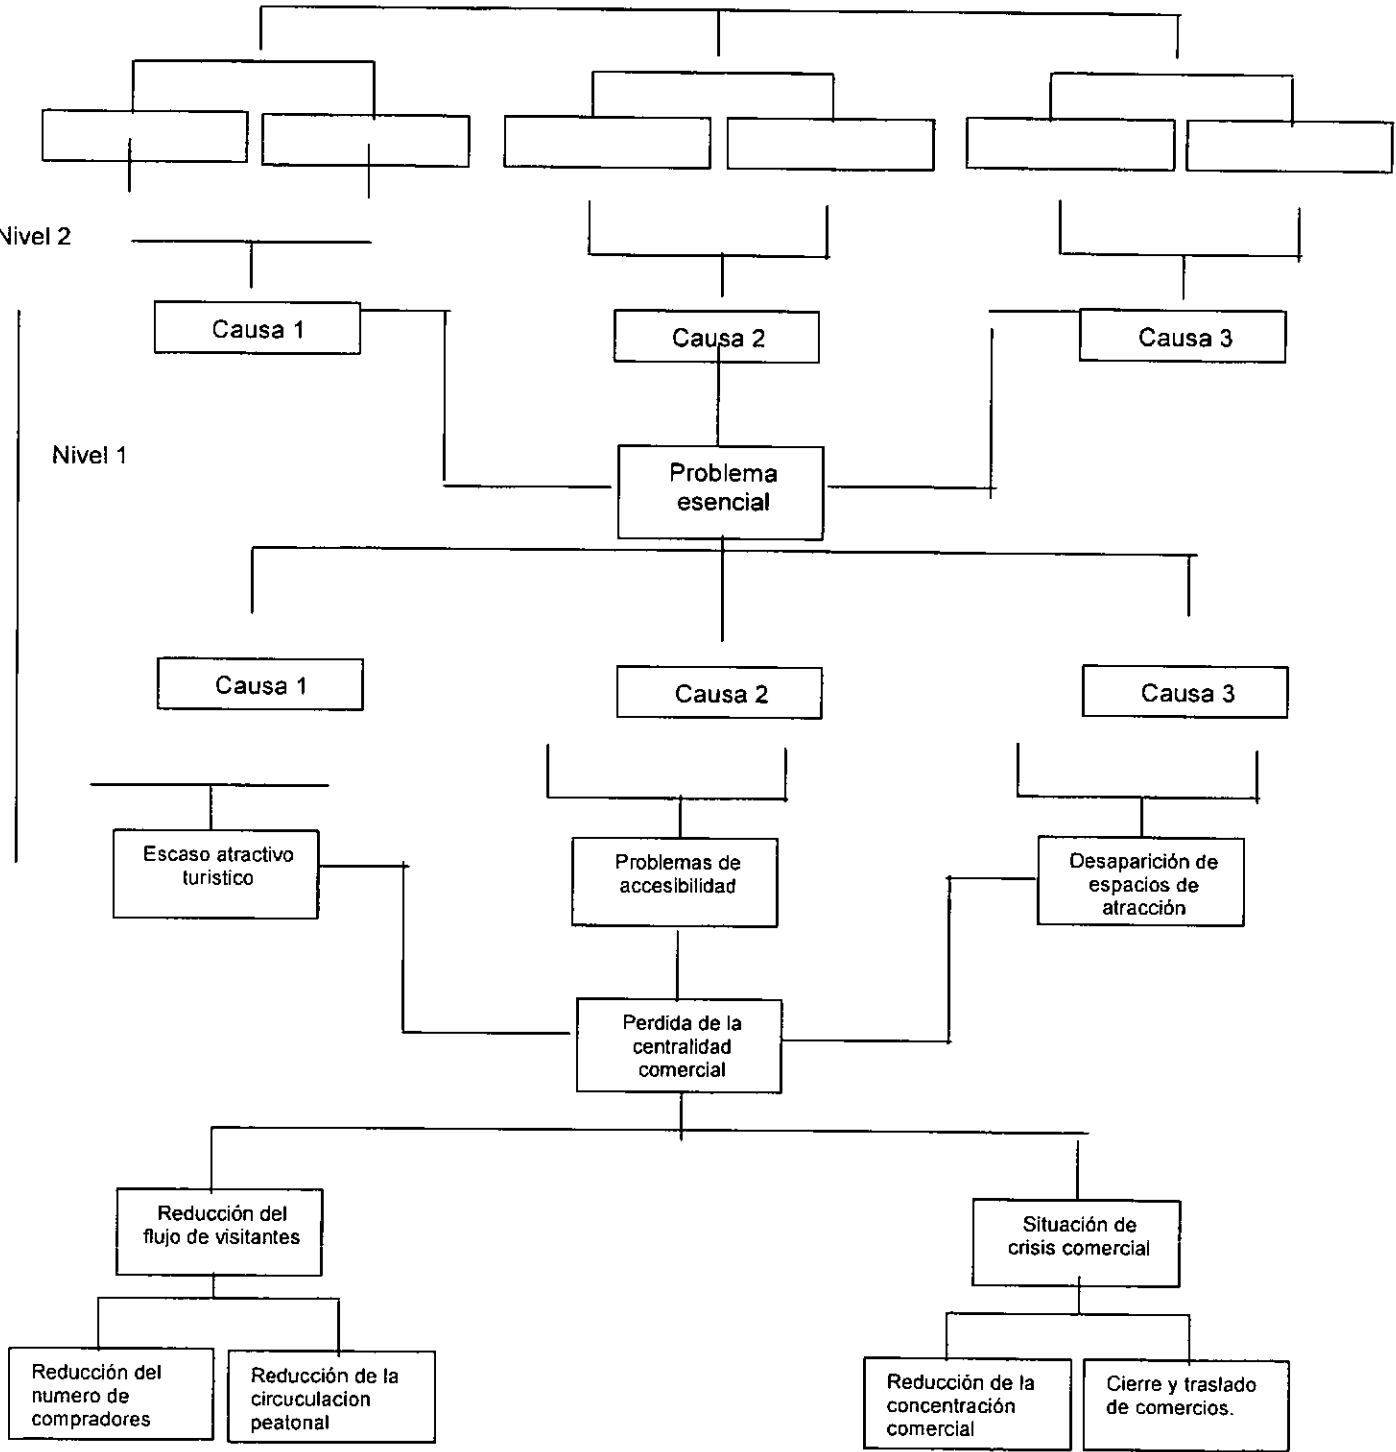 Nivel 2
Causa 1
Causa 2
Causa 3
Nivel 1
Problema
esencial
Causa 1
Causa 2
Causa 3
Escaso atractivo
turistico
Problemas de
accesibilidad
Desaparición de
espacios de
atracción
Perdida de la
centralidad
comercial
Reducción del
flujo de visitantes
Situación de
crisis comercial
Reducción del
numero de
compradores
Reducción de la
circuculacion
peatonal
Reducción de la
concentración
comercial
Cierre y traslado
de comercios.